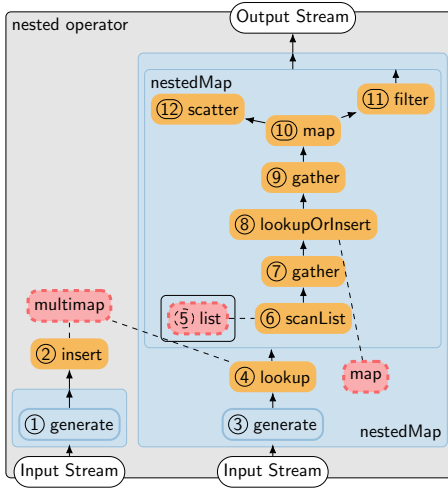 Output Stream
nested operator
nestedMap
12 scatter
11 filter
10 map
9 gather
8 lookupOrInsert
7 gather
multimap
5 list
6 scanList
2 insert
4 lookup
map
1 generate
3 generate
nestedMap
Input Stream
Input Stream